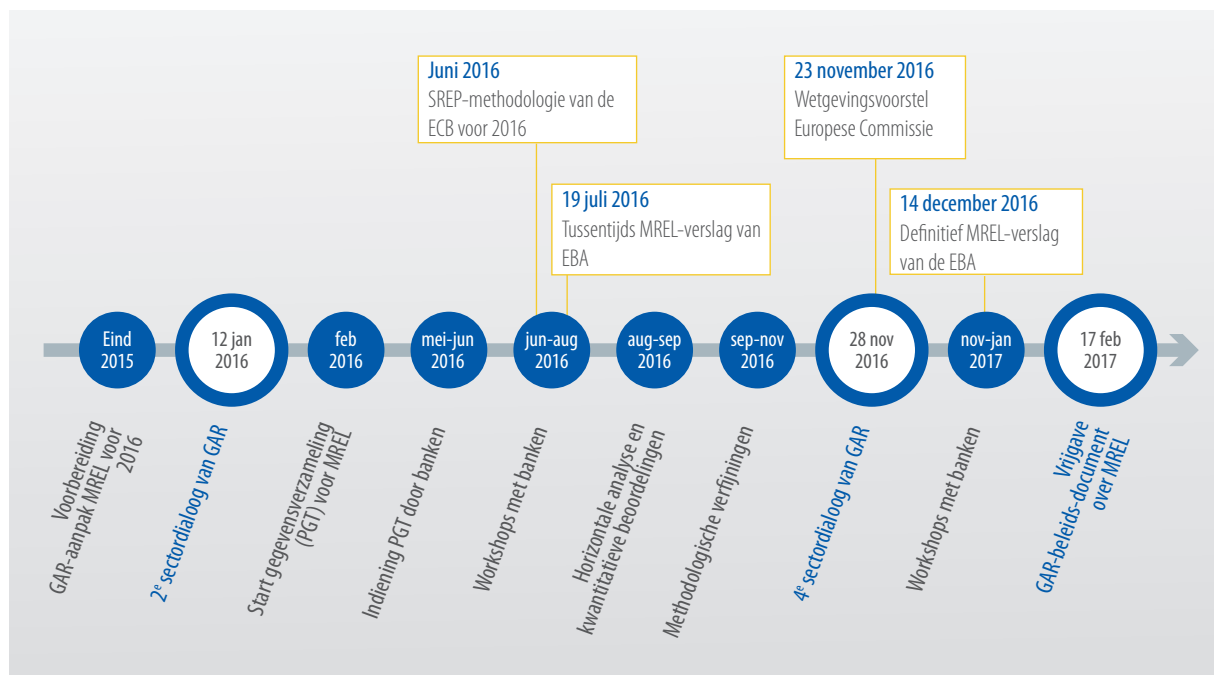 Juni 2016
SREP-methodologie van de
ECB voor 2016
23 november 2016
Wetgevingsvoorstel
Europese Commissie
19 juli 2016
Tussentijds MREL-verslag van
EBA
14 december 2016
Definitief MREL-verslag
van de EBA
Eind
2015
12 jan
2016
feb
2016
mei-jun
2016
jun-aug
2016
aug-sep
2016
sep-nov
2016
28 nov
2016
nov-jan
2017
17 feb
2017
Voorbereiding
GAR-aanpak MREL voor
2016
2e sectordialoog van GAR
Start gegevensverzameling
(PGT) voor MREL
Indiening PGT door banken
Workshops met banken
Horizontale analyse en
kwantitatieve beoordelingen
Methodologische verfijningen
4e sectordialoog van GAR
Workshops met banken
Vrijgave
GAR-beleids-document
over MREL